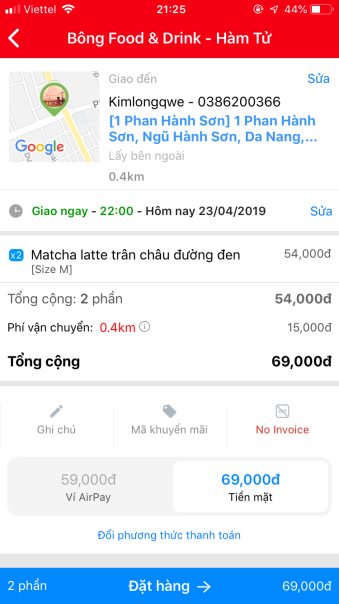 Viettel 21:25 44%
Bông Food & Drink - Hàm Tử
Giao đến Sửa
Kimlongqwe - 0386200366
[1 Phan Hành Sơn] 1 Phan Hành
Sơn, Ngũ Hành Sơn, Da Nang,...
Lấy bên ngoài
0.4km
Google
Giao ngay - 22:00 - Hôm nay 23/04/2019 Sửa
x2 Matcha latte trân châu đường đen 54,000đ
[Size M]
Tổng cộng: 2 phần 54,000đ
Phí vận chuyển: 0.4km 15,000đ
Tổng cộng 69,000đ
Ghi chú Mã khuyến mãi No Invoice
59,000đ 69,000đ
Ví AirPay Tiền mặt
Đổi phương thức thanh toán
2 phần Đặt hàng → 69,000đ